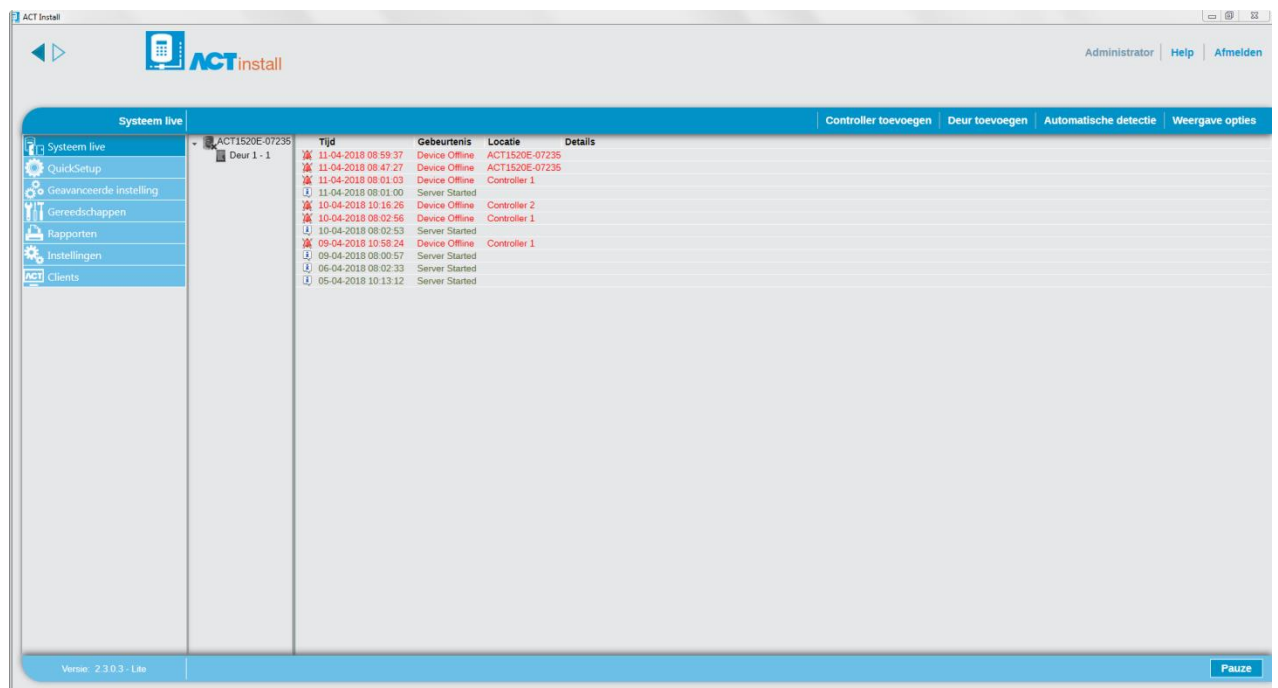 ACT Install
ACTinstall
Administrator Help Afmelden
Systeem live Controller toevoegen Deur toevoegen Automatische detectie Weergave opties
Systeem live
QuickSetup
Geavanceerde instelling
Gereedschappen
Rapporten
Instellingen
ACT Clients
ACT1520E-07235
Deur 1 - 1
Tijd Gebeurtenis Locatie Details
11-04-2018 08:59:37 Device Offline ACT1520E-07235
11-04-2018 08:47:27 Device Offline ACT1520E-07235
11-04-2018 08:01:03 Device Offline Controller 1
11-04-2018 08:01:00 Server Started
10-04-2018 10:16:26 Device Offline Controller 2
10-04-2018 08:02:56 Device Offline Controller 1
10-04-2018 08:02:53 Server Started
09-04-2018 10:58:24 Device Offline Controller 1
09-04-2018 08:00:57 Server Started
06-04-2018 08:02:33 Server Started
05-04-2018 10:13:12 Server Started
Versie: 2.3.0.3 - Lite Pauze